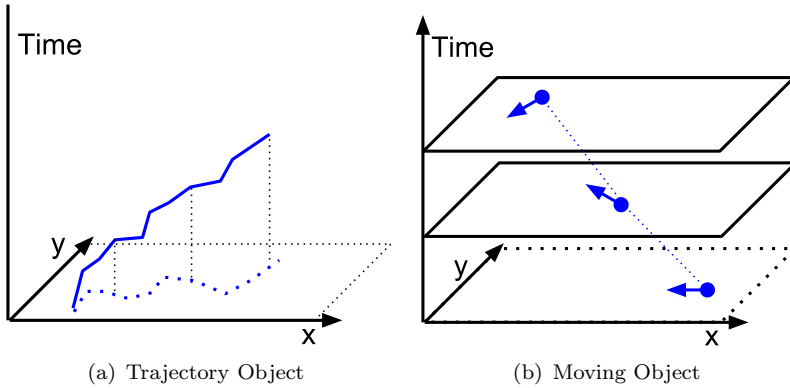 Time
y
x
(a) Trajectory Object
Time
y
x
(b) Moving Object